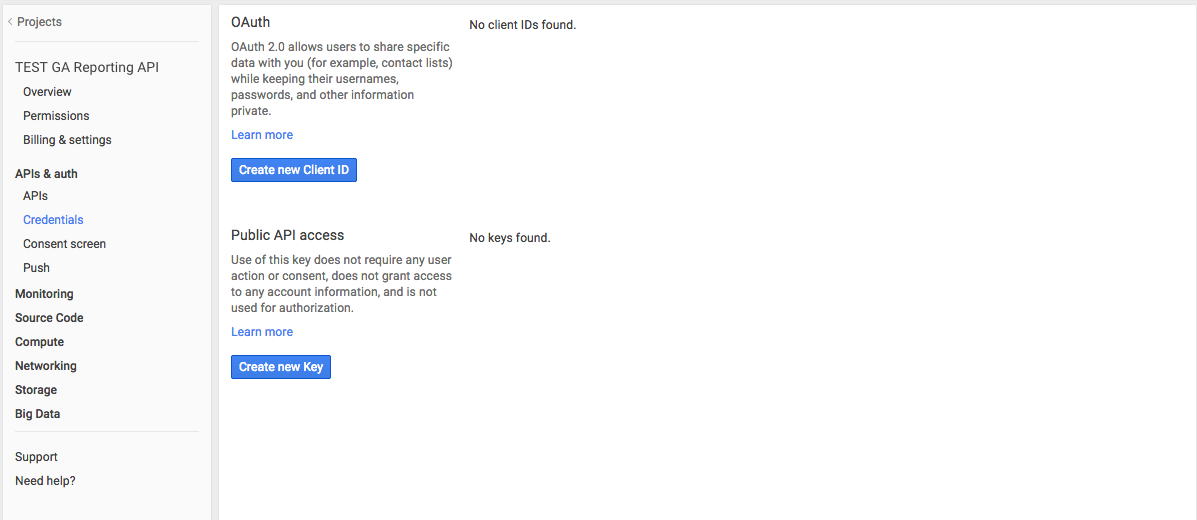 < Projects
TEST GA Reporting API
Overview
Permissions
Billing & settings
APIs & auth
APIs
Credentials
Consent screen
Push
Monitoring
Source Code
Compute
Networking
Storage
Big Data
Support
Need help?
OAuth
OAuth 2.0 allows users to share specific
data with you (for example, contact lists)
while keeping their usernames,
passwords, and other information
private.
Learn more
Create new Client ID
No client IDs found.
Public API access
Use of this key does not require any user
action or consent, does not grant access
to any account information, and is not
used for authorization.
Learn more
Create new Key
No keys found.